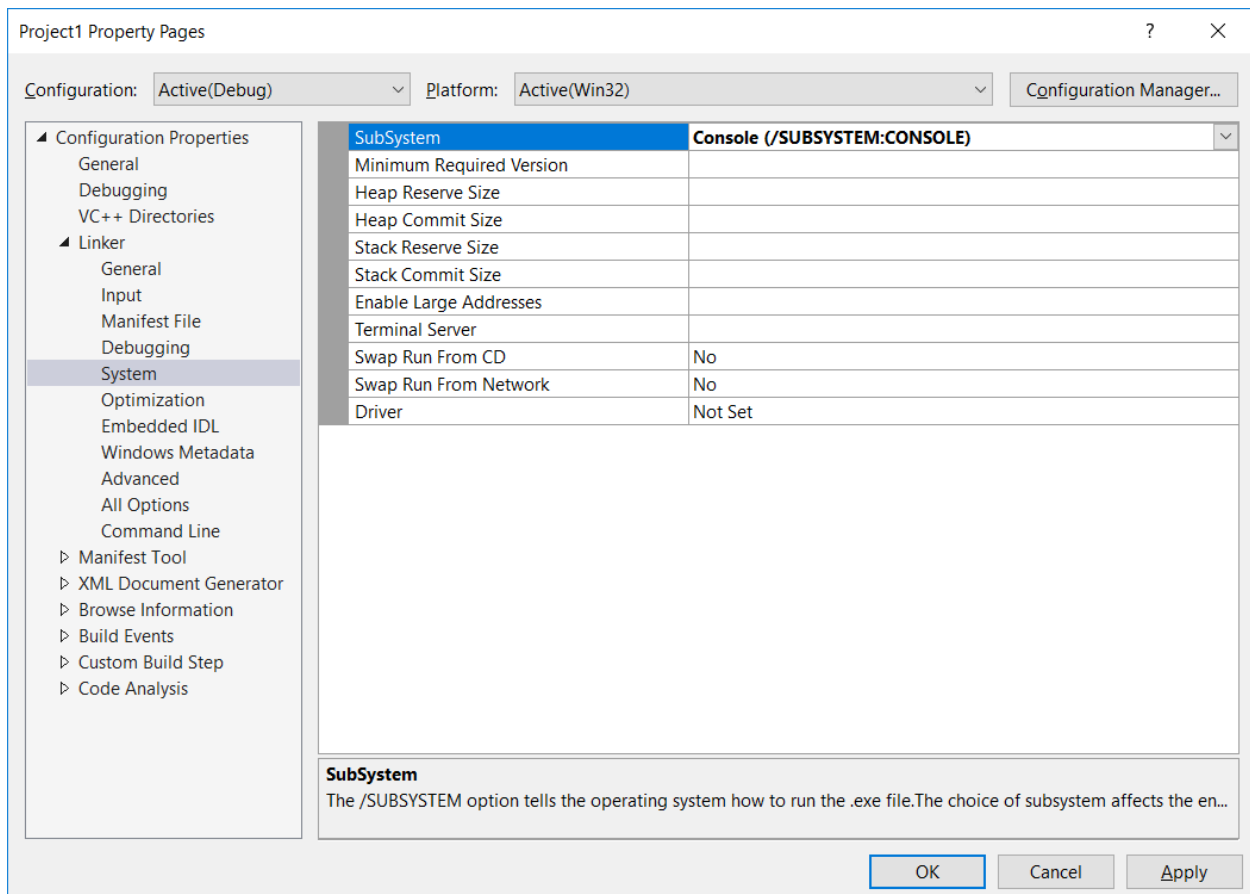 Project1 Property Pages
?
Configuration: Active(Debug) Platform: Active(Win32) Configuration Manager...
Configuration Properties
General
Debugging
VC++ Directories
Linker
General
Input
Manifest File
Debugging
System
Optimization
Embedded IDL
Windows Metadata
Advanced
All Options
Command Line
Manifest Tool
XML Document Generator
Browse Information
Build Events
Custom Build Step
Code Analysis
SubSystem Console (/SUBSYSTEM:CONSOLE)
Minimum Required Version
Heap Reserve Size
Heap Commit Size
Stack Reserve Size
Stack Commit Size
Enable Large Addresses
Terminal Server
Swap Run From CD No
Swap Run From Network No
Driver Not Set
SubSystem
The /SUBSYSTEM option tells the operating system how to run the .exe file.The choice of subsystem affects the en...
OK Cancel Apply